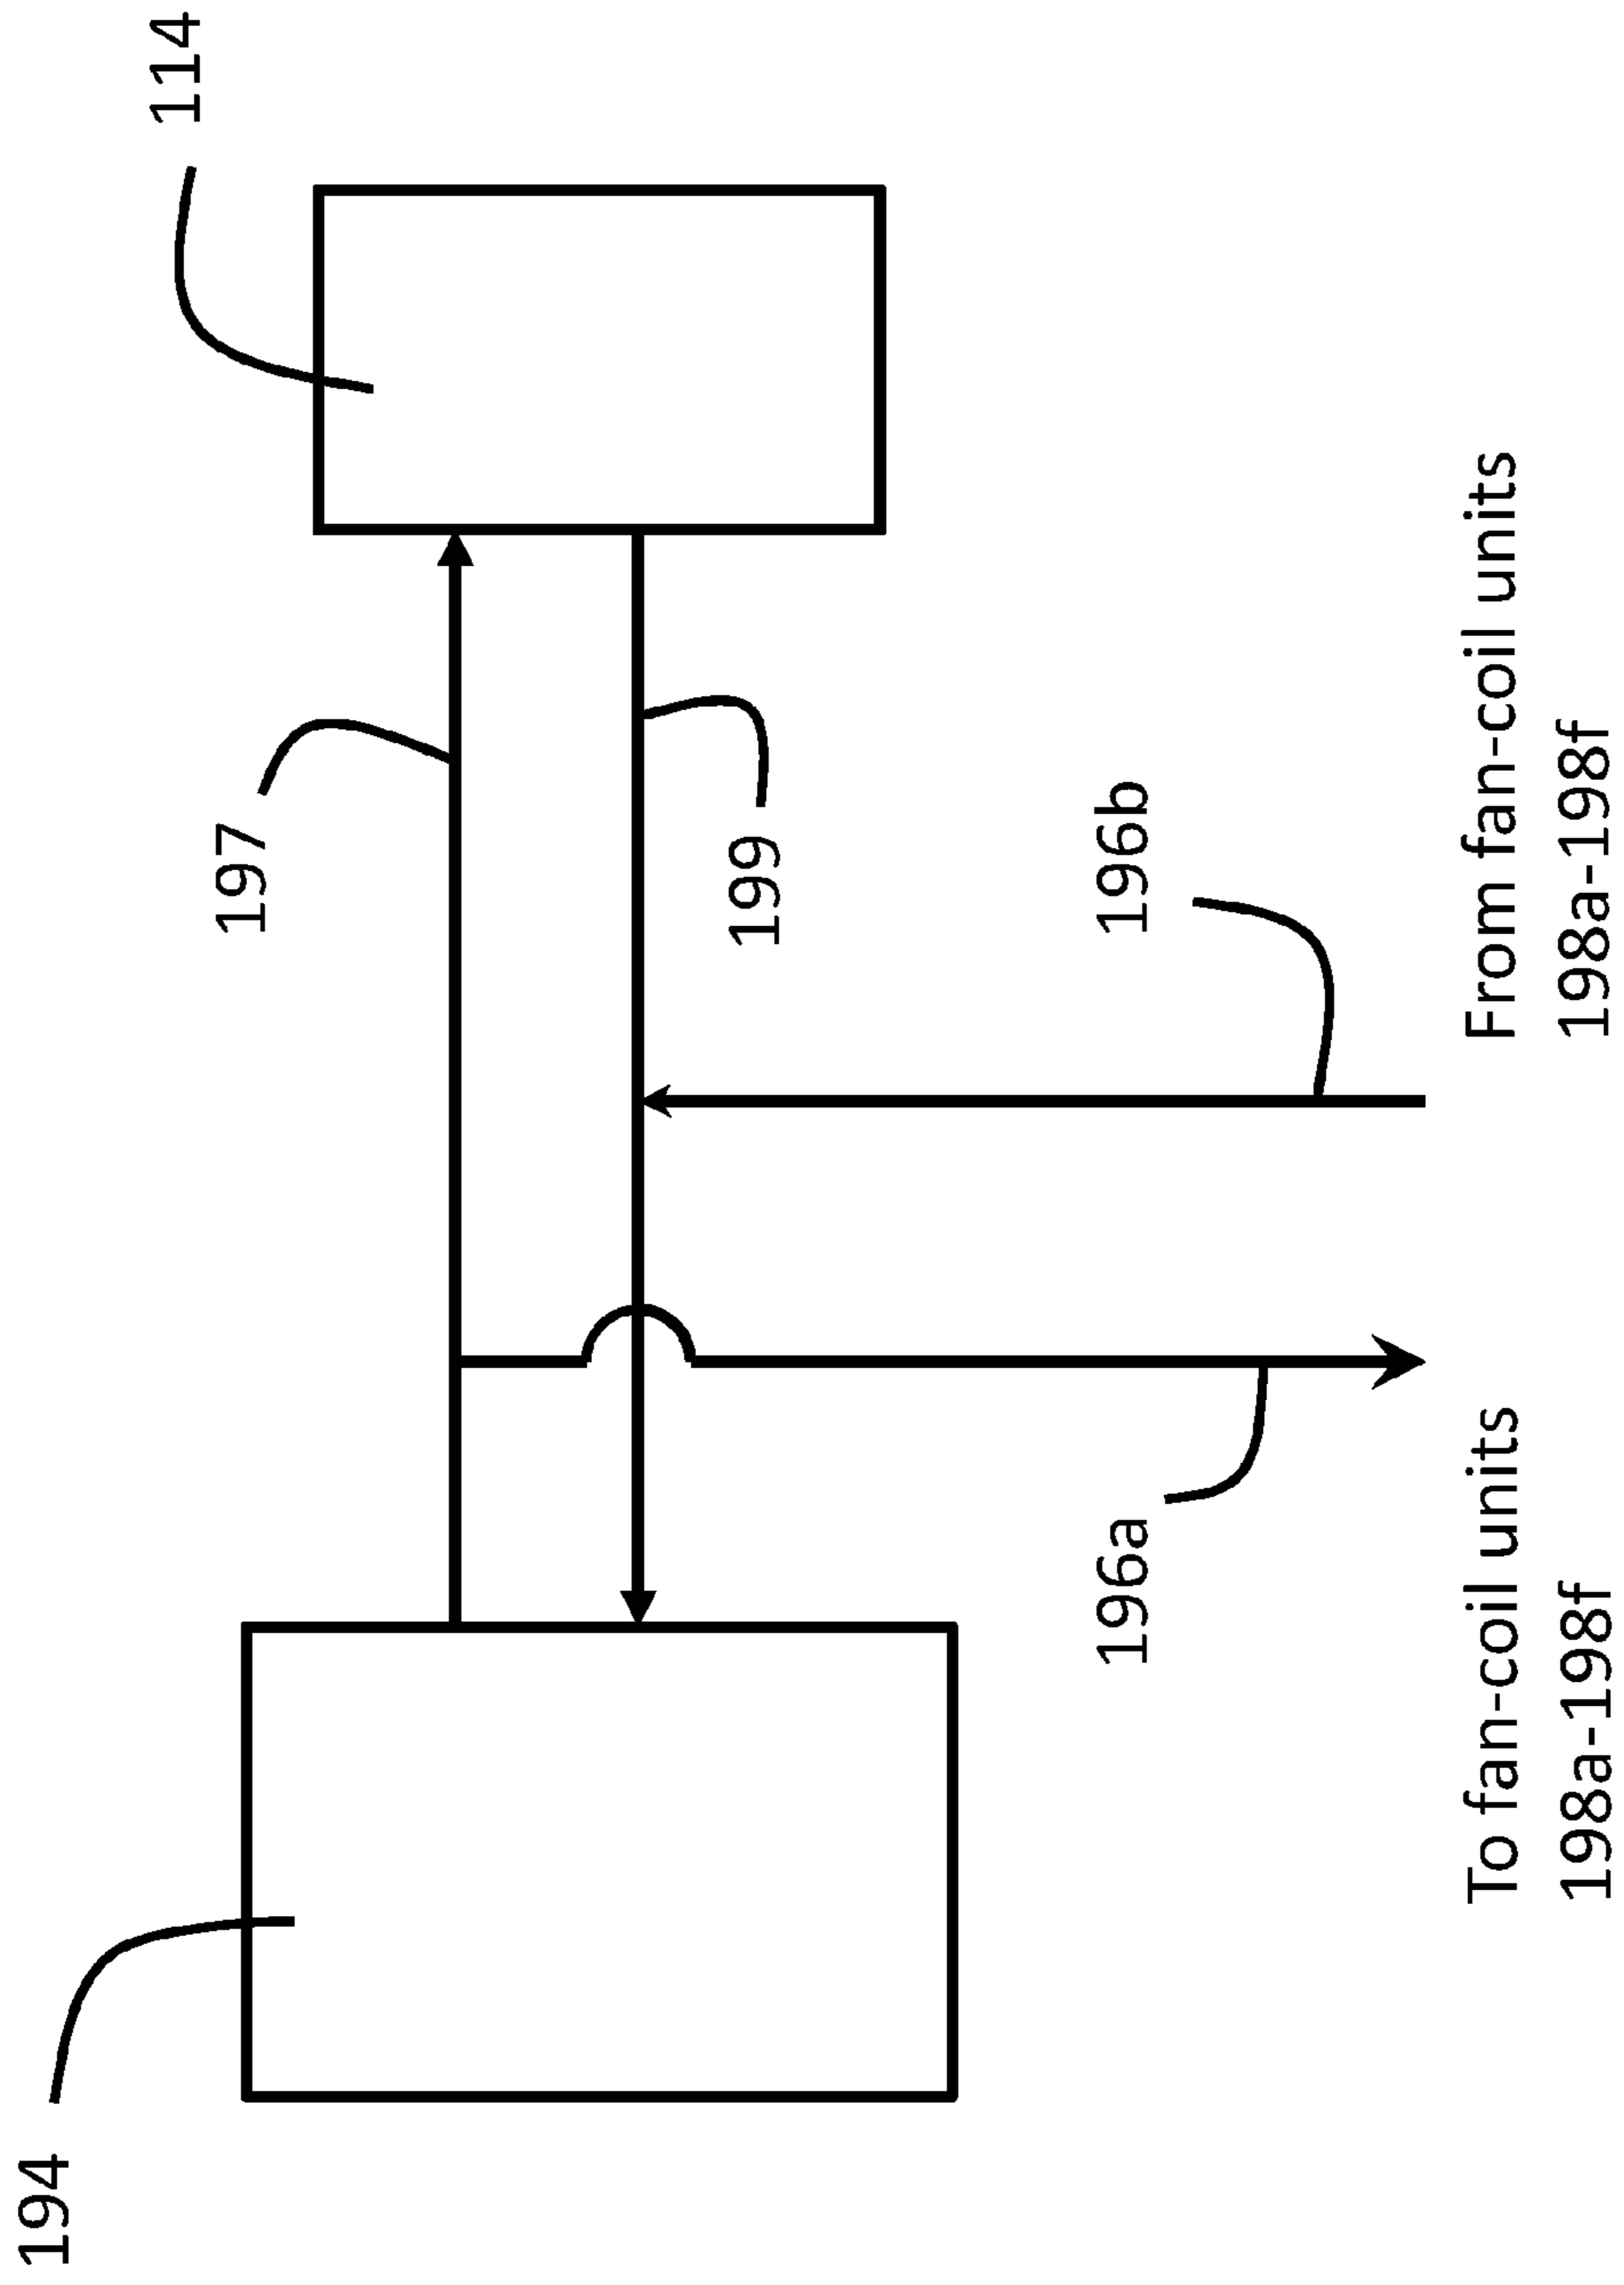 114
197
199
194
196b
196a
To fan-coil units
198a-198f
From fan-coil units
198a-198f